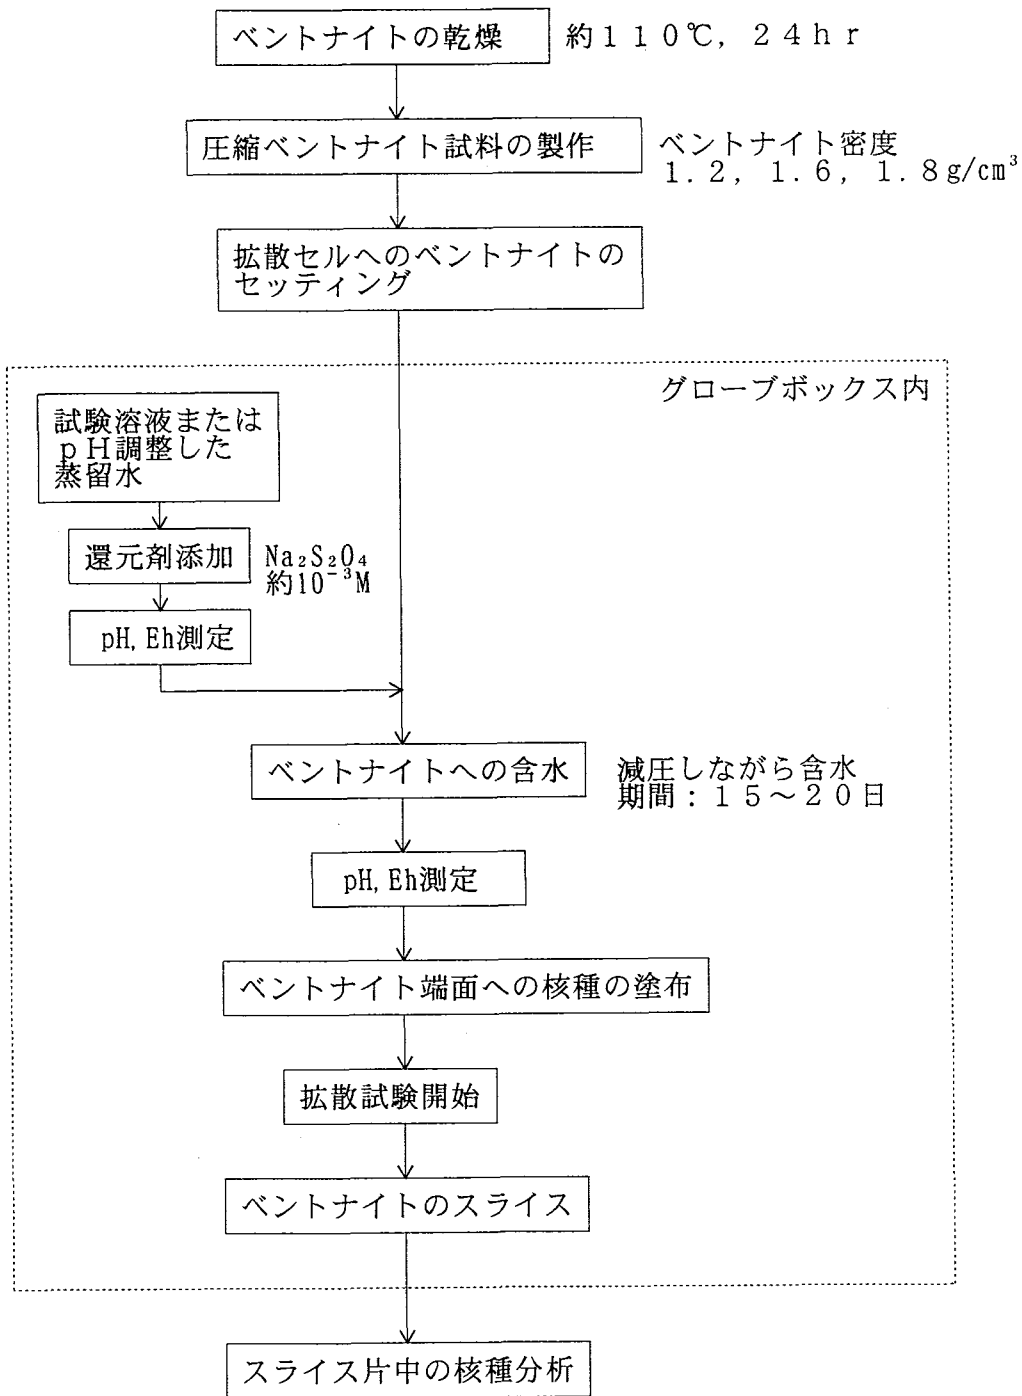 ベントナイトの乾燥
約110℃, 24hr
圧縮ベントナイト試料の製作
ベントナイト密度
1.2, 1.6, 1.8g/cm³
拡散セルへのベントナイトの
セッティング
グローブボックス内
試験溶液または
pH調整した
蒸留水
還元剤添加
Na₂S₂O₄
約10⁻³M
pH, Eh測定
ベントナイトへの含水
減圧しながら含水
期間：15～20日
pH, Eh測定
ベントナイト端面への核種の塗布
拡散試験開始
ベントナイトのスライス
スライス片中の核種分析